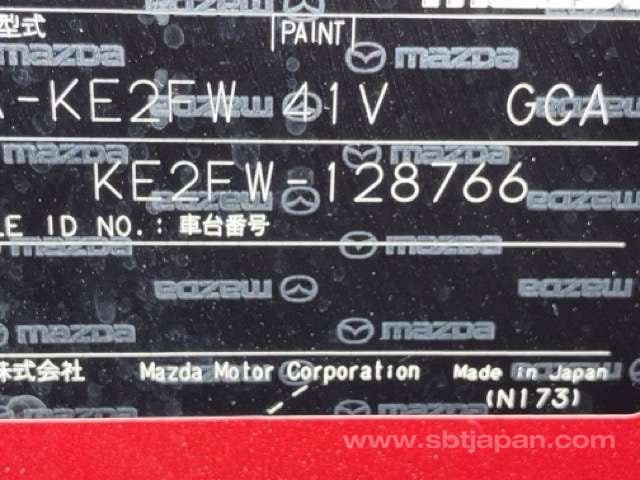 mazda
型式 PAINT
A-KE2FW 41V GCA
KE2FW-128766
LE ID NO.: 車台番号
株式会社 Mazda Motor Corporation Made in Japan
(N173)
www.sbtjapan.com